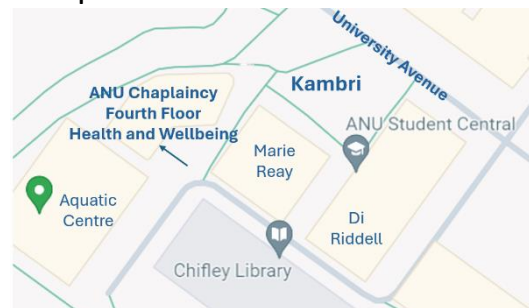 University Avenue
ANU Chaplaincy
Fourth Floor
Health and Wellbeing
Kambri
ANU Student Central
Marie
Reay
Aquatic
Centre
Di
Riddell
Chifley Library